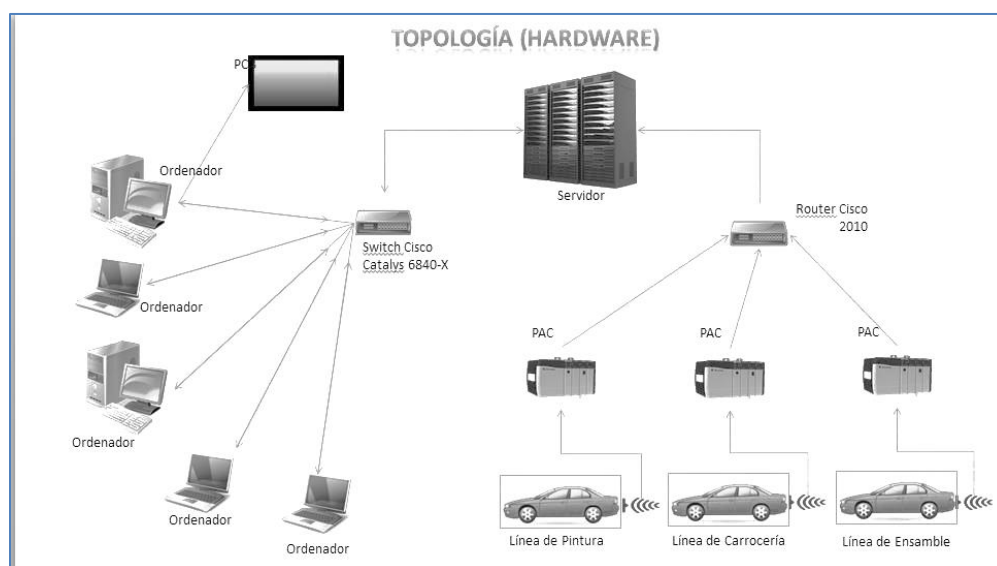 TOPOLOGÍA (HARDWARE)
Ordenador
Servidor
Switch Cisco
Catalys 6840-X
Router Cisco
2010
Ordenador
PAC
PAC
PAC
Ordenador
Ordenador
Ordenador
Línea de Pintura
Línea de Carrocería
Línea de Ensamble